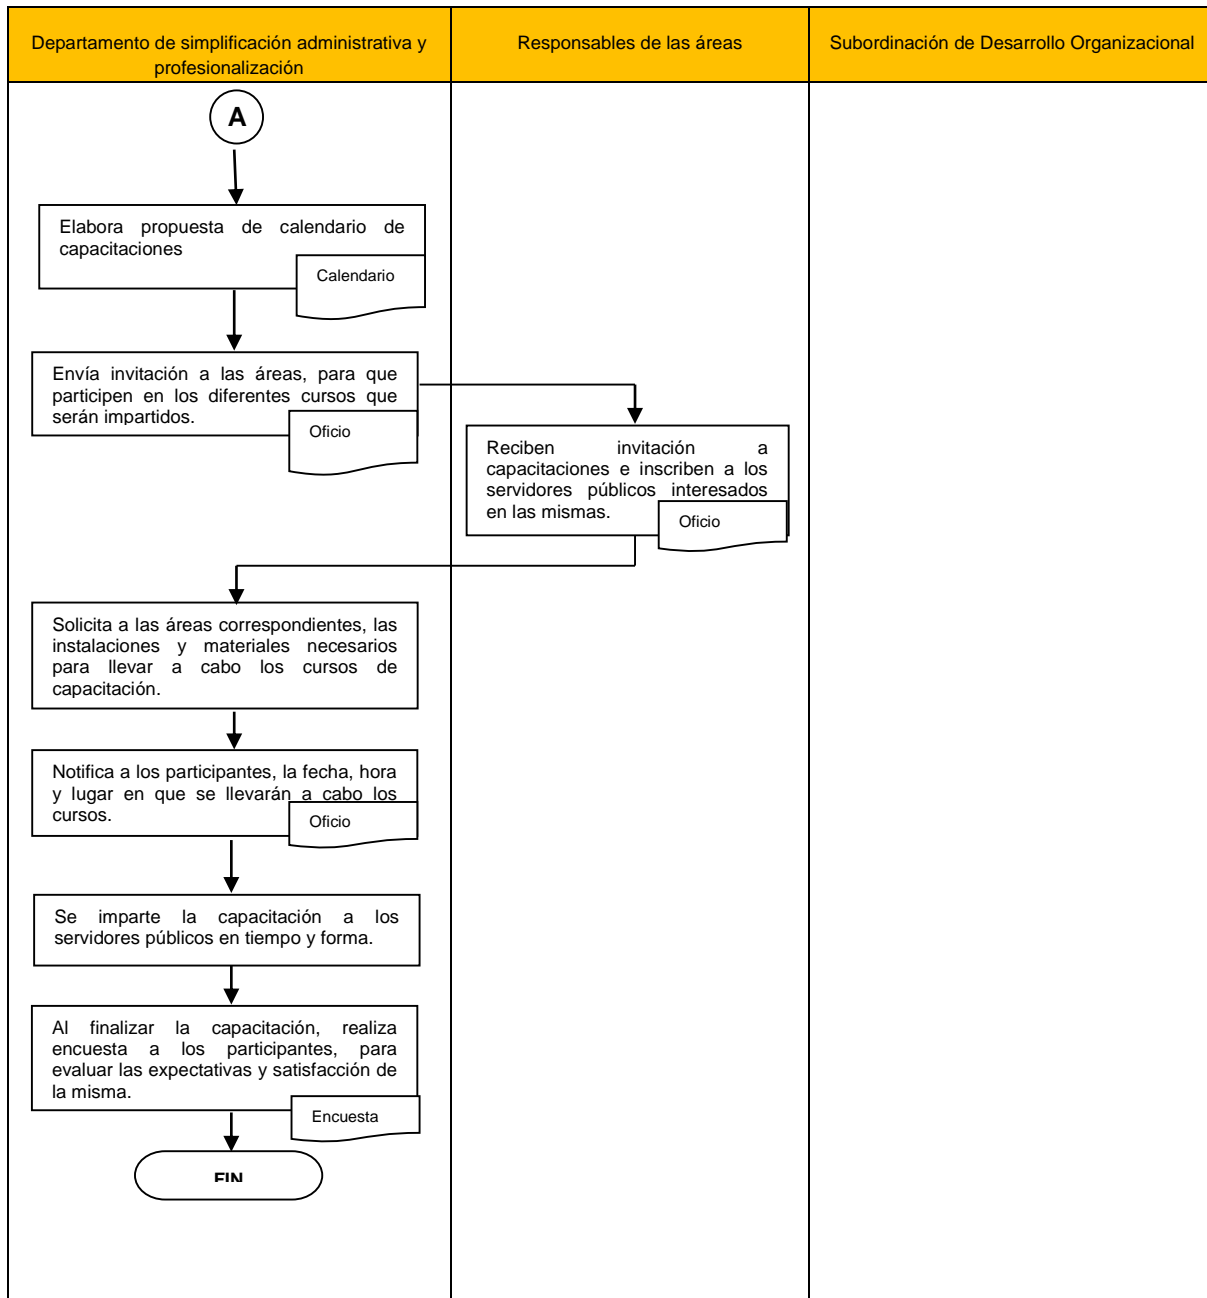 Departamento de simplificación administrativa y
profesionalización
Responsables de las áreas
Subordinación de Desarrollo Organizacional
A
Elabora propuesta de calendario de
capacitaciones
Calendario
Envía invitación a las áreas, para que
participen en los diferentes cursos que
serán impartidos.
Oficio
Reciben invitación a
capacitaciones e inscriben a los
servidores públicos interesados
en las mismas.
Oficio
Solicita a las áreas correspondientes, las
instalaciones y materiales necesarios
para llevar a cabo los cursos de
capacitación.
Notifica a los participantes, la fecha, hora
y lugar en que se llevarán a cabo los
cursos.
Oficio
Se imparte la capacitación a los
servidores públicos en tiempo y forma.
Al finalizar la capacitación, realiza
encuesta a los participantes, para
evaluar las expectativas y satisfacción de
la misma.
Encuesta
FIN